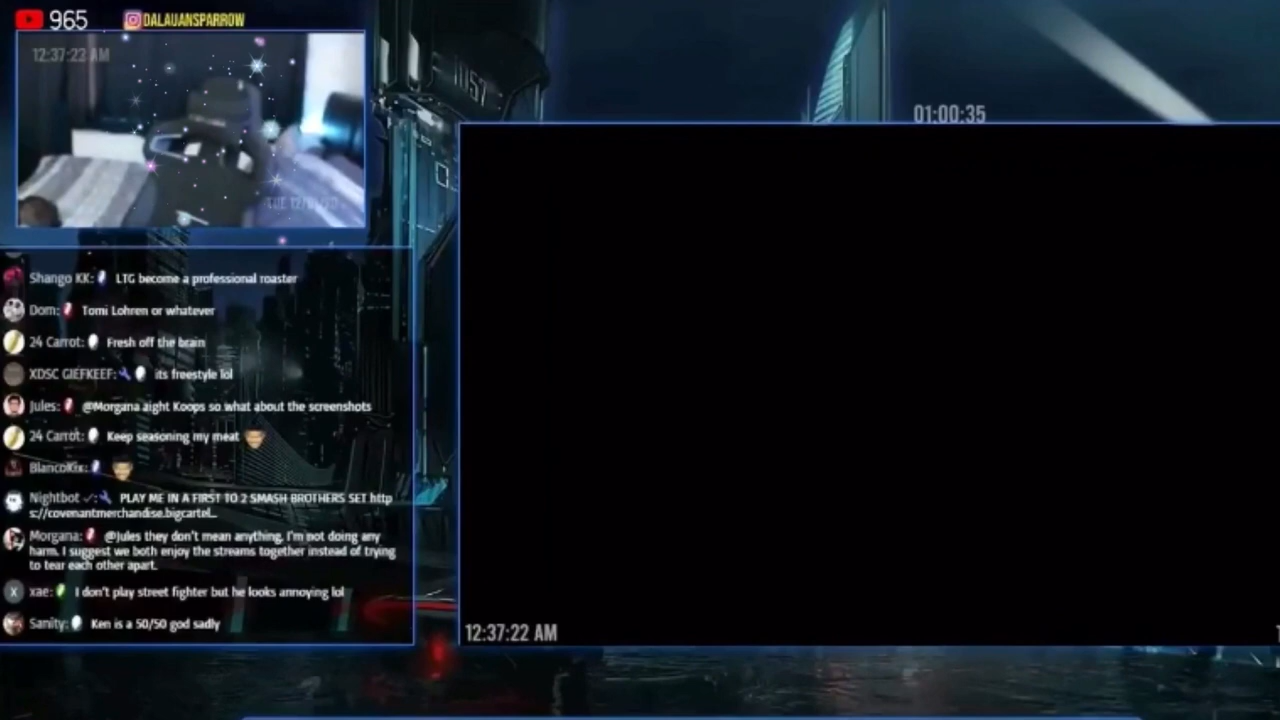 965
DALAUANSPARROW
12:37:22 AM
01:00:35
Shango KK: LTG become a professional roaster
Dom: Tomi Lohren or whatever
24 Carrot: Fresh off the brain
XDSC GIEFKEEF: its freestyle lol
Jules: @Morgana aight Koops so what about the screenshots
24 Carrot: Keep seasoning my meat
BlancoKix:
Nightbot ✓: PLAY ME IN A FIRST TO 2 SMASH BROTHERS SET http
s://covenantmerchandise.bigcartel...
Morgana: @Jules they don't mean anything, I'm not doing any
harm. I suggest we both enjoy the streams together instead of trying
to tear each other apart.
X xae: I don't play street fighter but he looks annoying lol
Sanity: Ken is a 50/50 god sadly
12:37:22 AM